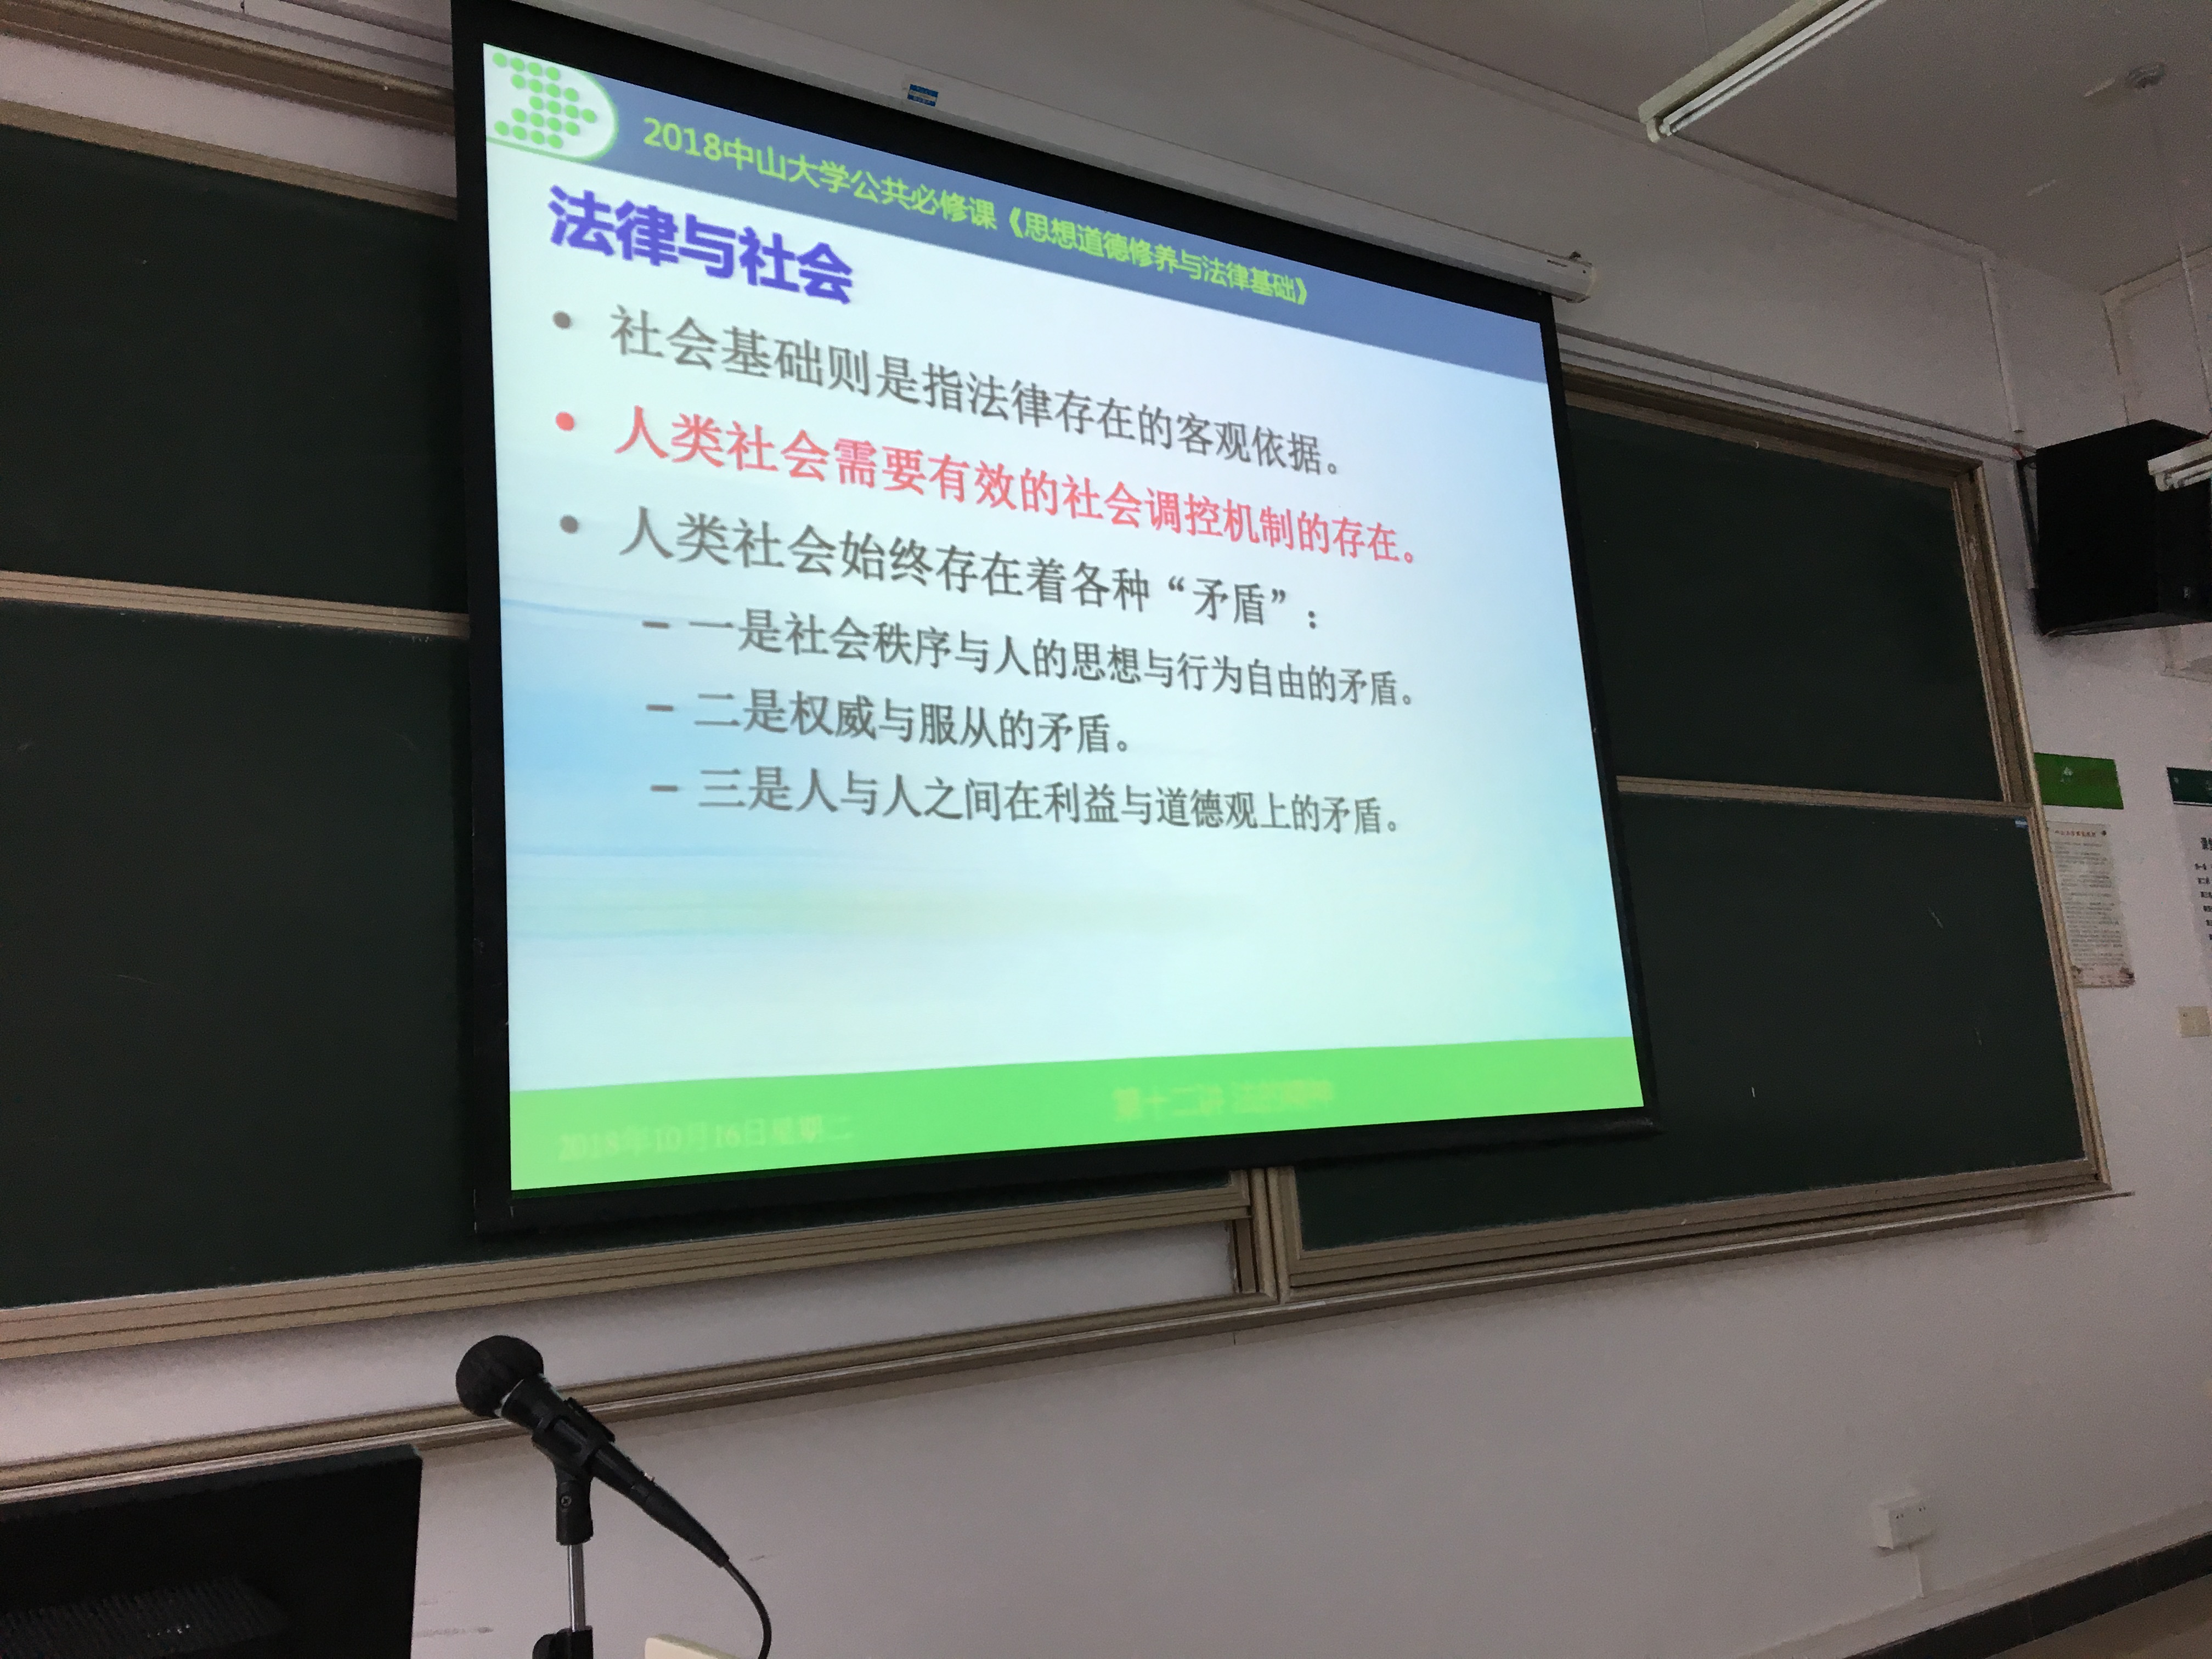 2018中山大学公共必修课《思想道德修养与法律基础》
法律与社会
• 社会基础则是指法律存在的客观依据。
• 人类社会需要有效的社会调控机制的存在。
• 人类社会始终存在着各种“矛盾”：
– 一是社会秩序与人的思想与行为自由的矛盾。
– 二是权威与服从的矛盾。
– 三是人与人之间在利益与道德观上的矛盾。
2018年10月16日星期二
第十二讲